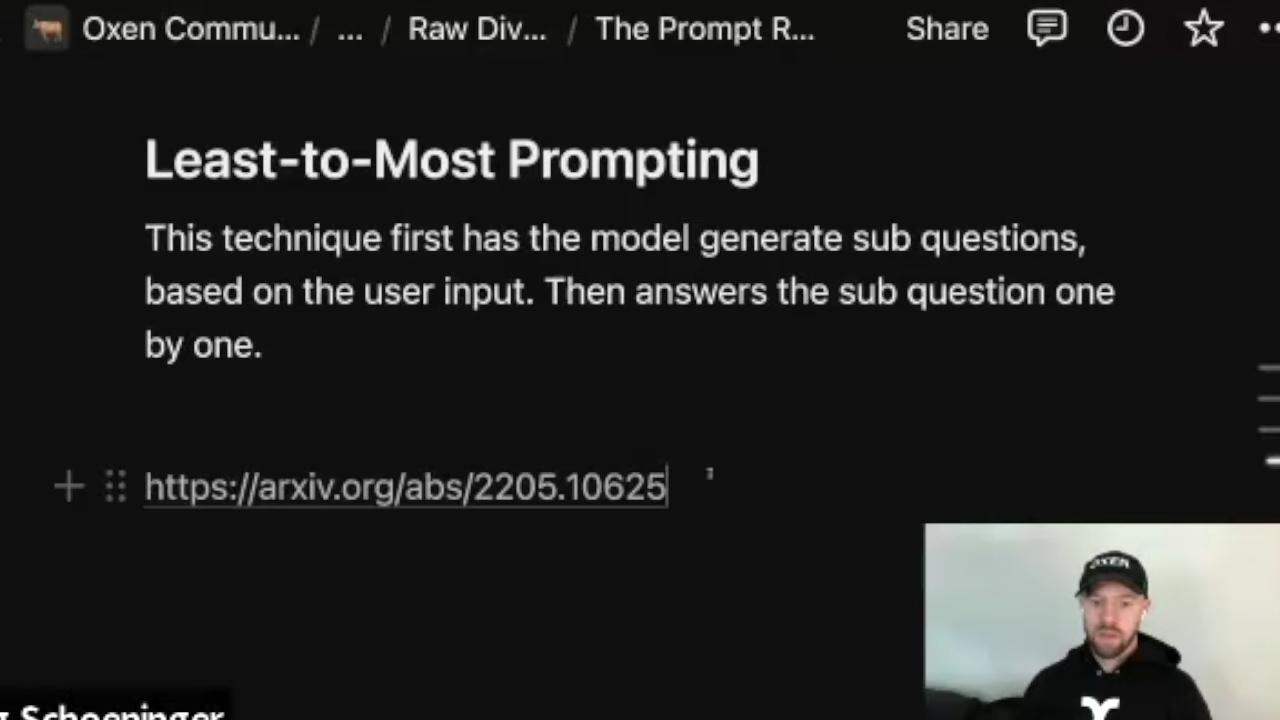 Oxen Commu... / ... / Raw Div... / The Prompt R... Share
Least-to-Most Prompting
This technique first has the model generate sub questions,
based on the user input. Then answers the sub question one
by one.
https://arxiv.org/abs/2205.10625
OXEN
Schoeninger